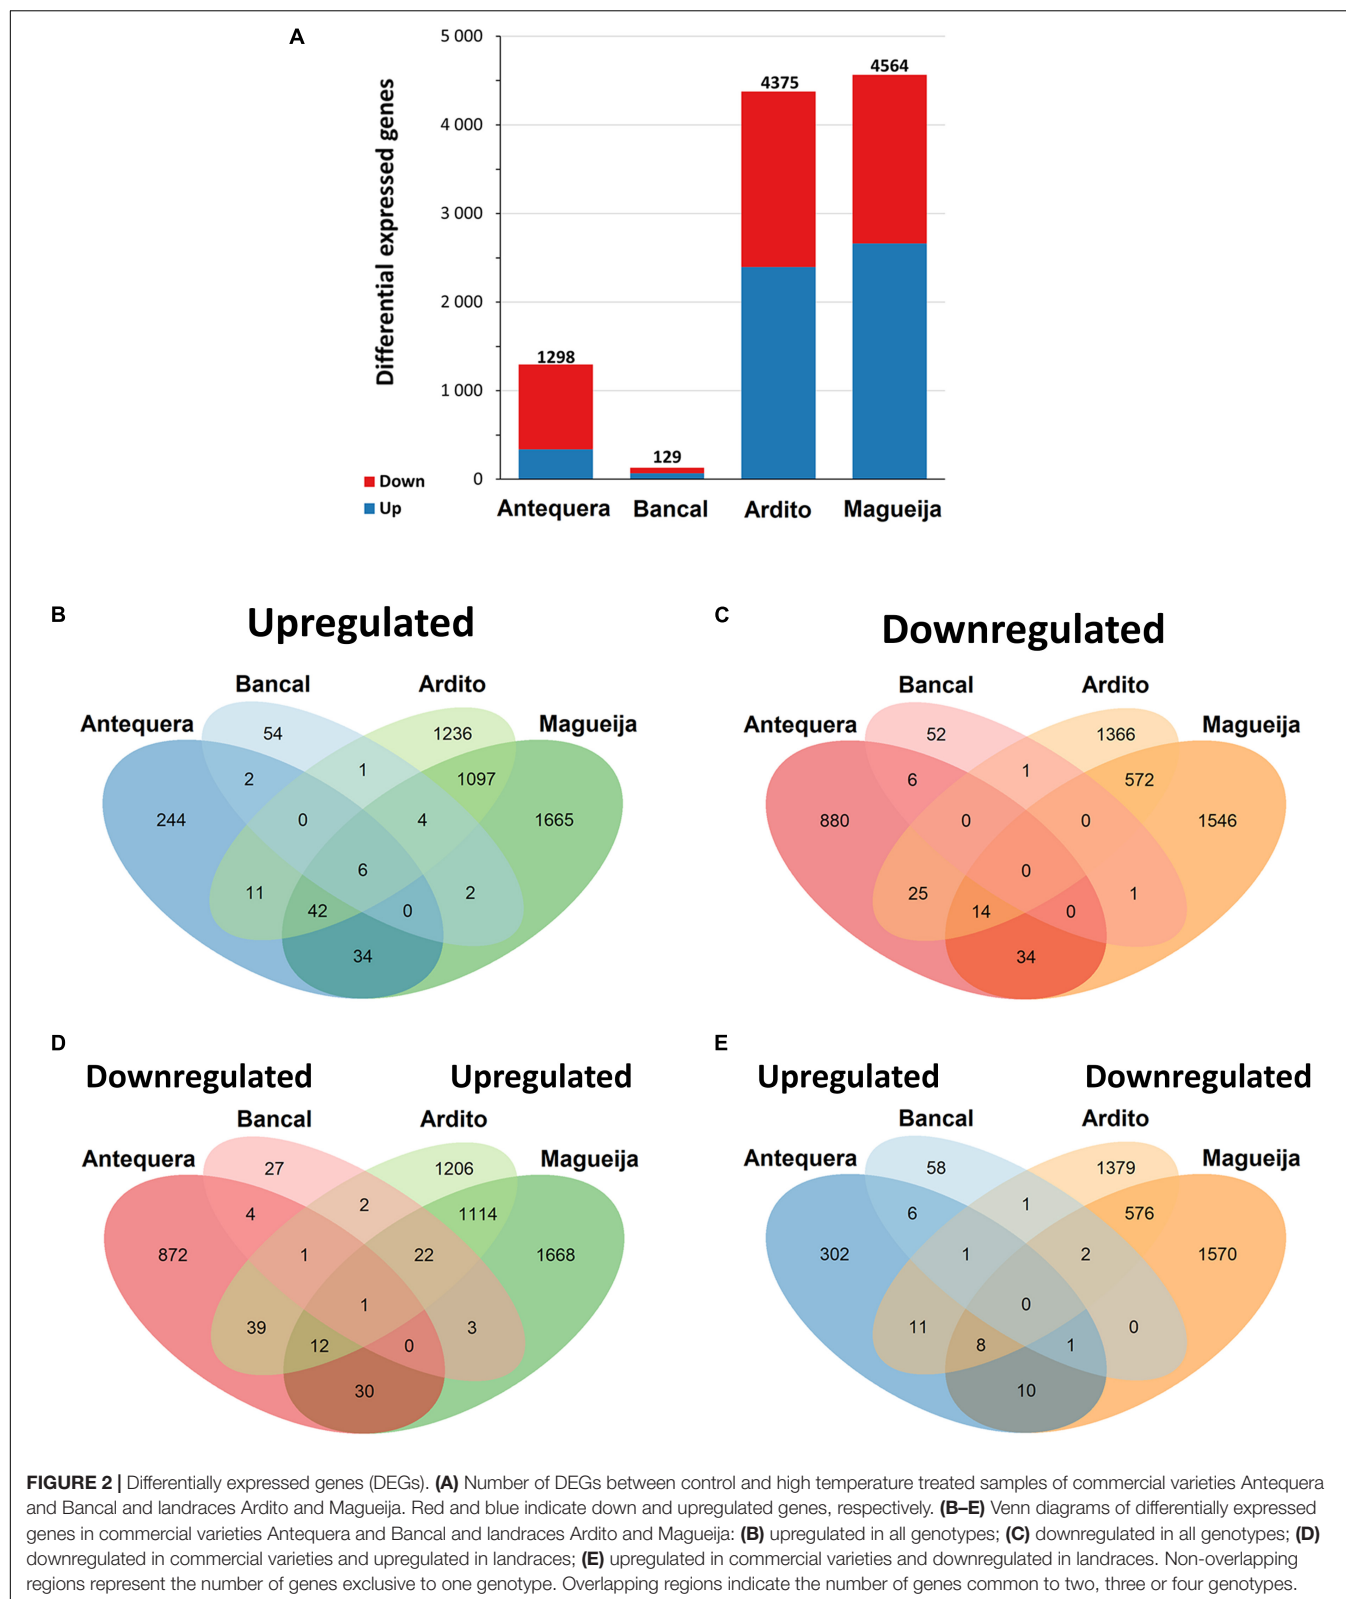 A
Differential expressed genes
5 000
4 000
3 000
2 000
1 000
0
1298
129
4375
4564
Down
Up
Antequera Bancal Ardito Magueija
B
Upregulated
Bancal Ardito
Antequera Magueija
54 1236
2 1 1097
244 0 4 1665
6
11 2
42 0
34
C
Downregulated
Bancal Ardito
Antequera Magueija
52 1366
6 1 572
880 0 0 1546
0
25 1
14 0
34
D
Downregulated Upregulated
Bancal Ardito
Antequera Magueija
27 1206
4 2 1114
872 1 22 1668
1
39 3
12 0
30
E
Upregulated Downregulated
Bancal Ardito
Antequera Magueija
58 1379
6 1 576
302 1 2 1570
0
11 0
8 1
10
FIGURE 2 | Differentially expressed genes (DEGs). (A) Number of DEGs between control and high temperature treated samples of commercial varieties Antequera
and Bancal and landraces Ardito and Magueija. Red and blue indicate down and upregulated genes, respectively. (B–E) Venn diagrams of differentially expressed
genes in commercial varieties Antequera and Bancal and landraces Ardito and Magueija: (B) upregulated in all genotypes; (C) downregulated in all genotypes; (D)
downregulated in commercial varieties and upregulated in landraces; (E) upregulated in commercial varieties and downregulated in landraces. Non-overlapping
regions represent the number of genes exclusive to one genotype. Overlapping regions indicate the number of genes common to two, three or four genotypes.